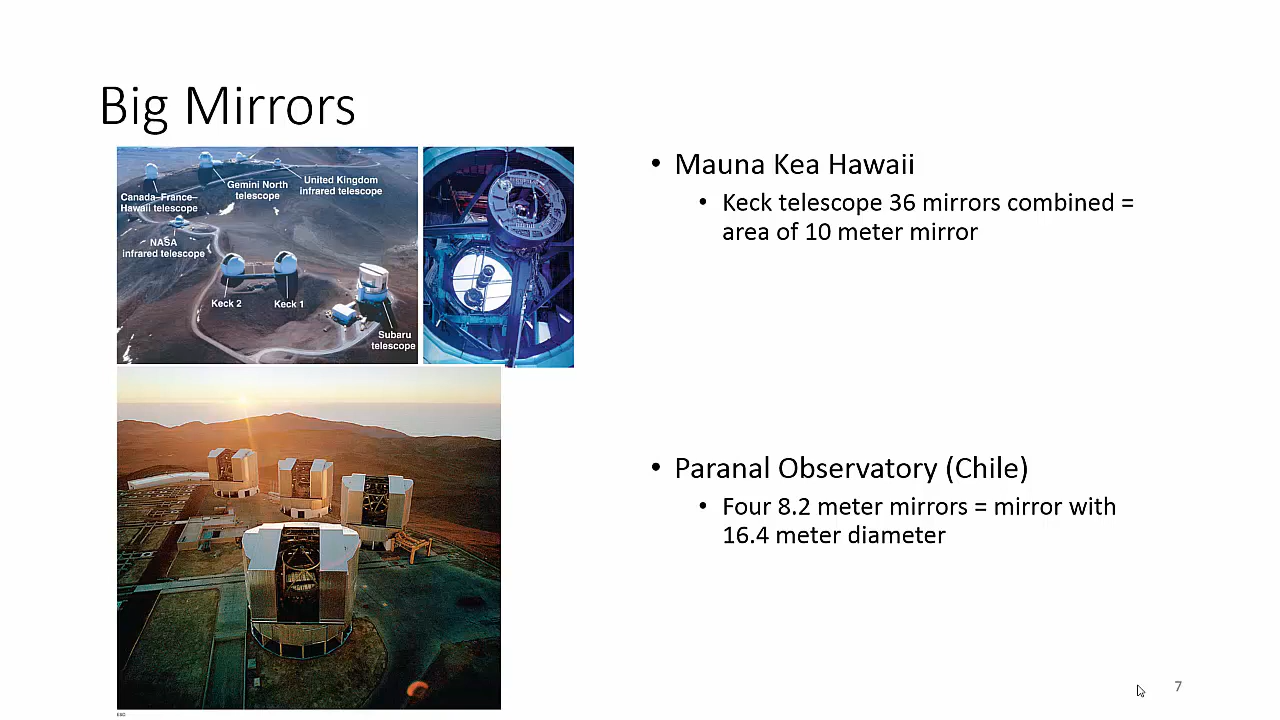 Big Mirrors
Canada–France–
Hawaii telescope
Gemini North
telescope
United Kingdom
infrared telescope
NASA
infrared telescope
Keck 2
Keck 1
Subaru
telescope
• Mauna Kea Hawaii
• Keck telescope 36 mirrors combined =
area of 10 meter mirror
• Paranal Observatory (Chile)
• Four 8.2 meter mirrors = mirror with
16.4 meter diameter
7